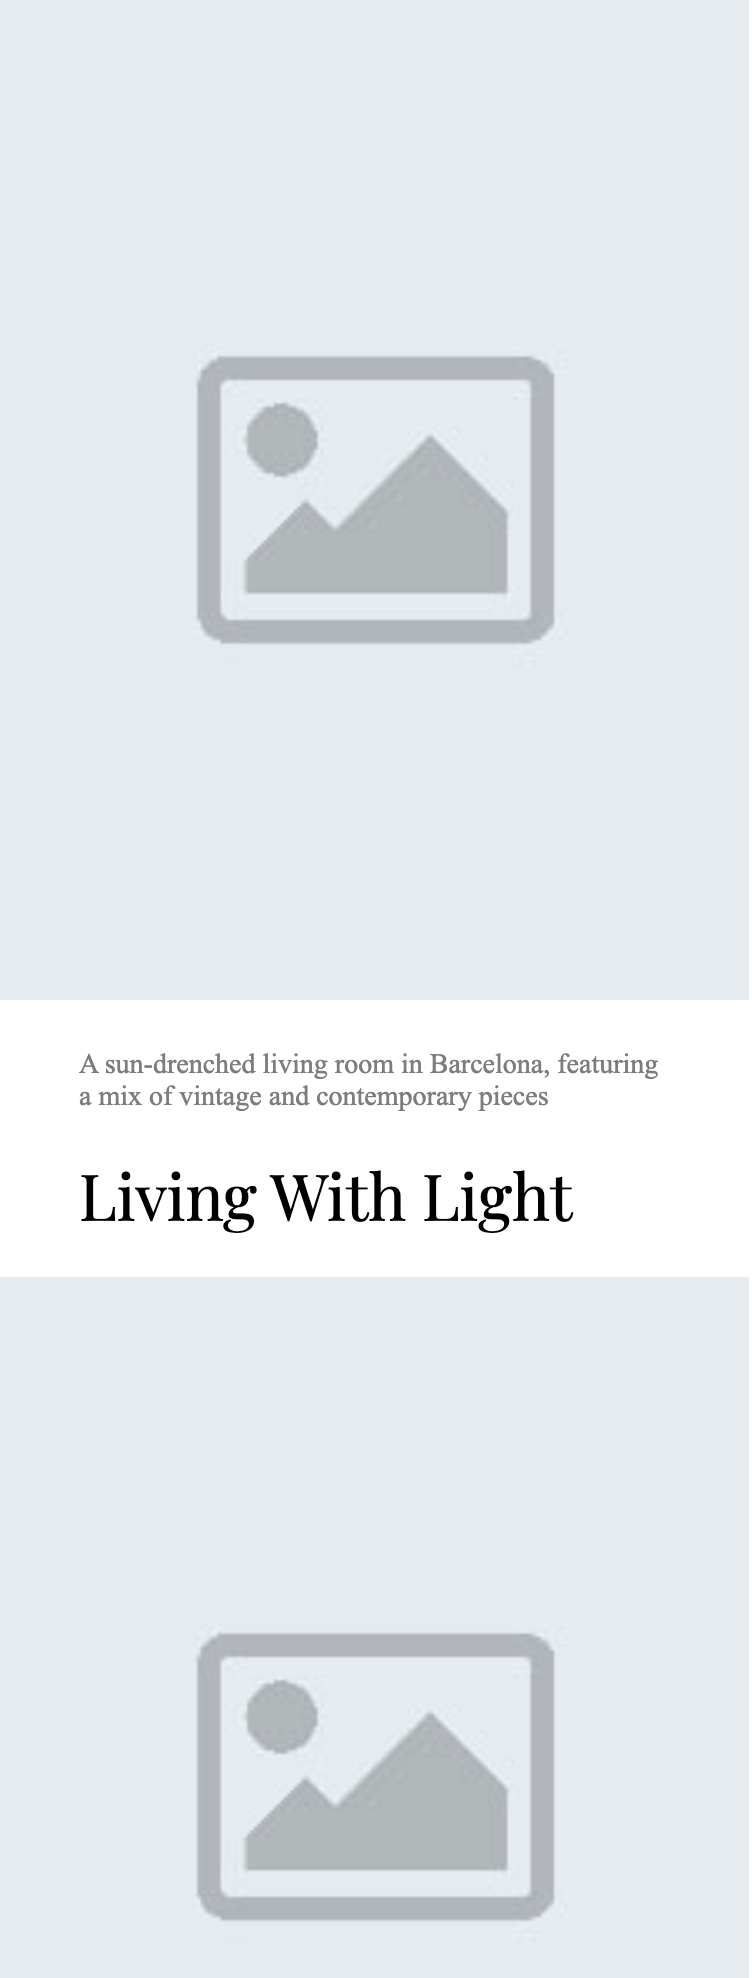 A sun-drenched living room in Barcelona, featuring
a mix of vintage and contemporary pieces
Living With Light